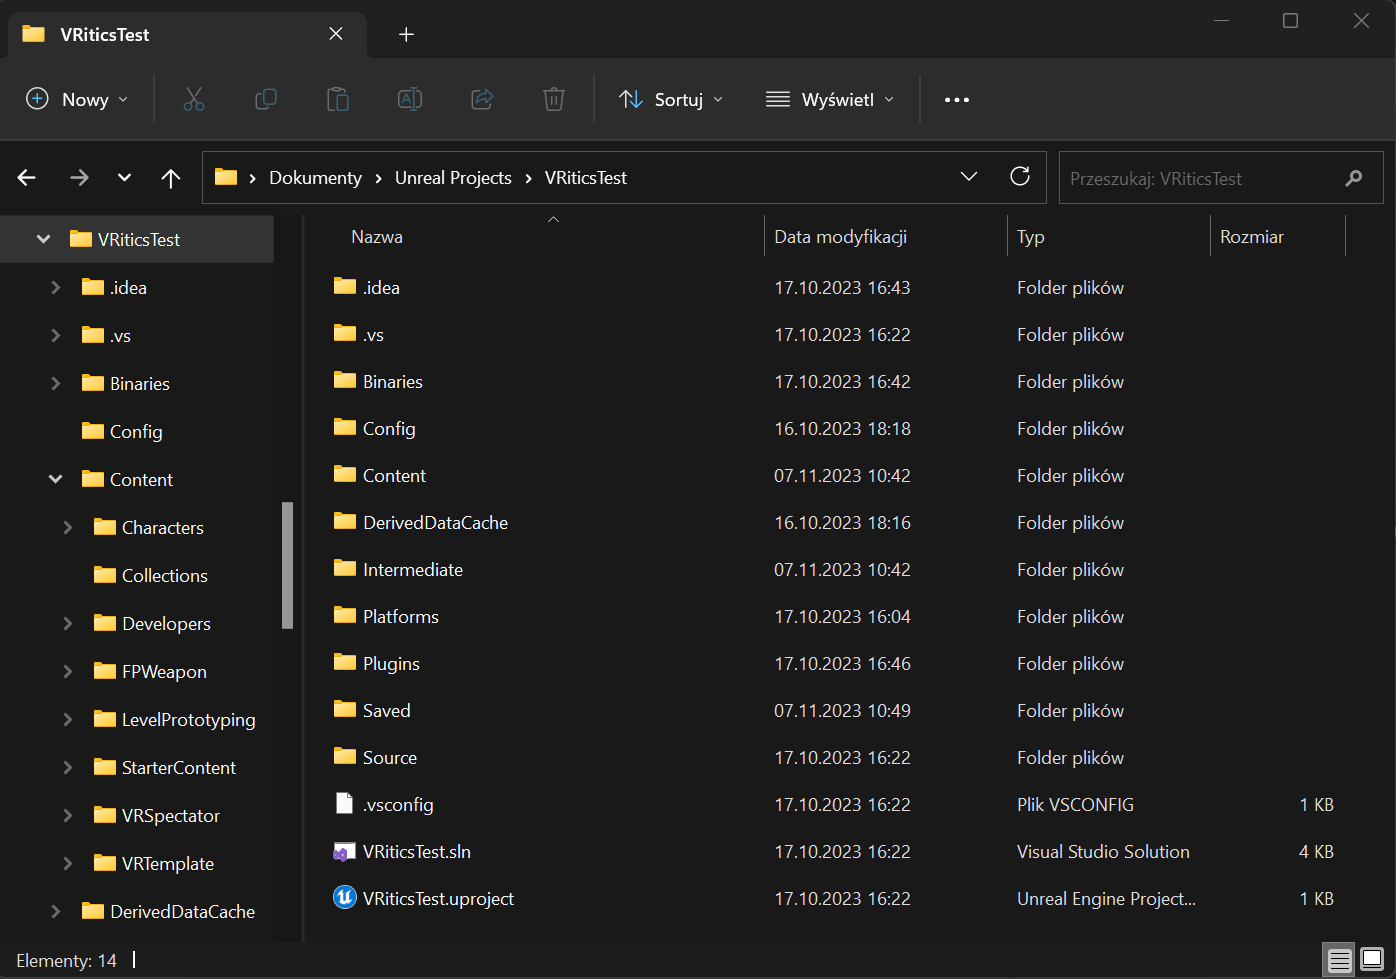 VRiticsTest
Nowy
Sortuj
Wyświetl
Dokumenty
Unreal Projects
VRiticsTest
Przeszukaj: VRiticsTest
VRiticsTest
.idea
.vs
Binaries
Config
Content
Characters
Collections
Developers
FPWeapon
LevelPrototyping
StarterContent
VRSpectator
VRTemplate
DerivedDataCache
Nazwa Data modyfikacji Typ Rozmiar
.idea 17.10.2023 16:43 Folder plików
.vs 17.10.2023 16:22 Folder plików
Binaries 17.10.2023 16:42 Folder plików
Config 16.10.2023 18:18 Folder plików
Content 07.11.2023 10:42 Folder plików
DerivedDataCache 16.10.2023 18:16 Folder plików
Intermediate 07.11.2023 10:42 Folder plików
Platforms 17.10.2023 16:04 Folder plików
Plugins 17.10.2023 16:46 Folder plików
Saved 07.11.2023 10:49 Folder plików
Source 17.10.2023 16:22 Folder plików
.vsconfig 17.10.2023 16:22 Plik VSCONFIG 1 KB
VRiticsTest.sln 17.10.2023 16:22 Visual Studio Solution 4 KB
VRiticsTest.uproject 17.10.2023 16:22 Unreal Engine Project... 1 KB
Elementy: 14